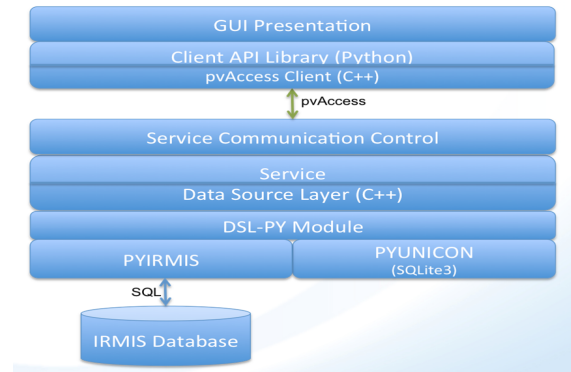 GUI Presentation
Client API Library (Python)
pvAccess Client (C++)
pvAccess
Service Communication Control
Service
Data Source Layer (C++)
DSL-PY Module
PYIRMIS
PYUNICON
(SQLite3)
SQL
IRMIS Database